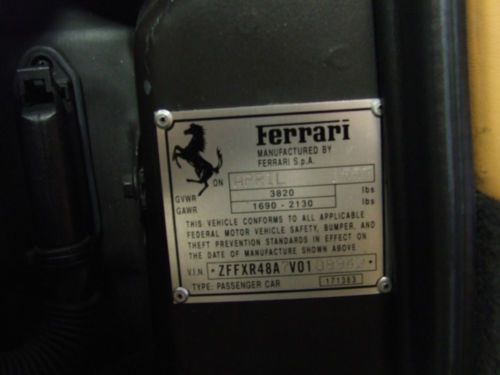 Ferrari
MANUFACTURED BY
FERRARI S.p.A.
ON APRIL
GVWR 3820 lbs
GAWR 1690 - 2130 lbs
THIS VEHICLE CONFORMS TO ALL APPLICABLE
FEDERAL MOTOR VEHICLE SAFETY, BUMPER, AND
THEFT PREVENTION STANDARDS IN EFFECT ON
THE DATE OF MANUFACTURE SHOWN ABOVE
V.I.N. ZFFXR48A V01
TYPE: PASSENGER CAR 171383